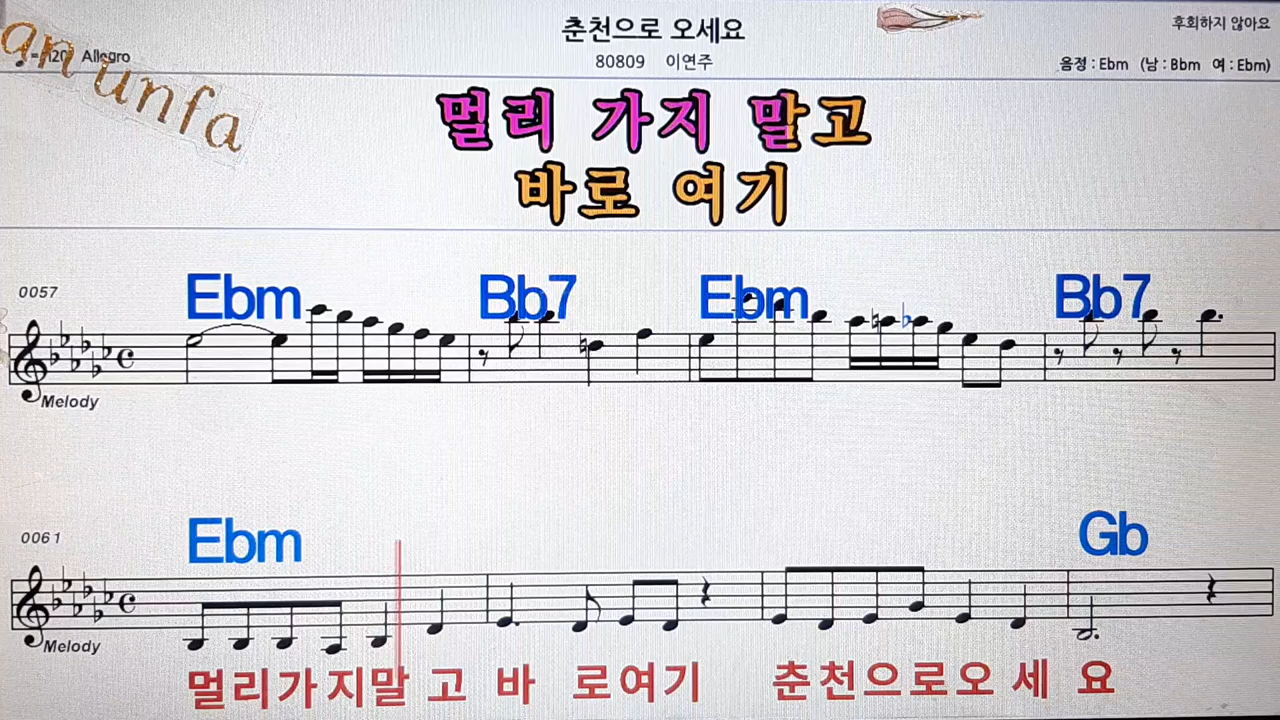 an unfa
춘천으로 오세요
후회하지 않아요
=120 Allegro
80809 이연주
음정 : Ebm (남 : Bbm 여 : Ebm)
멀리 가지 말고
바로 여기
0057
Ebm Bb7 Ebm Bb7
Melody
0061
Ebm Gb
Melody
멀리가지말 고 바 로여기 춘천으로오 세 요